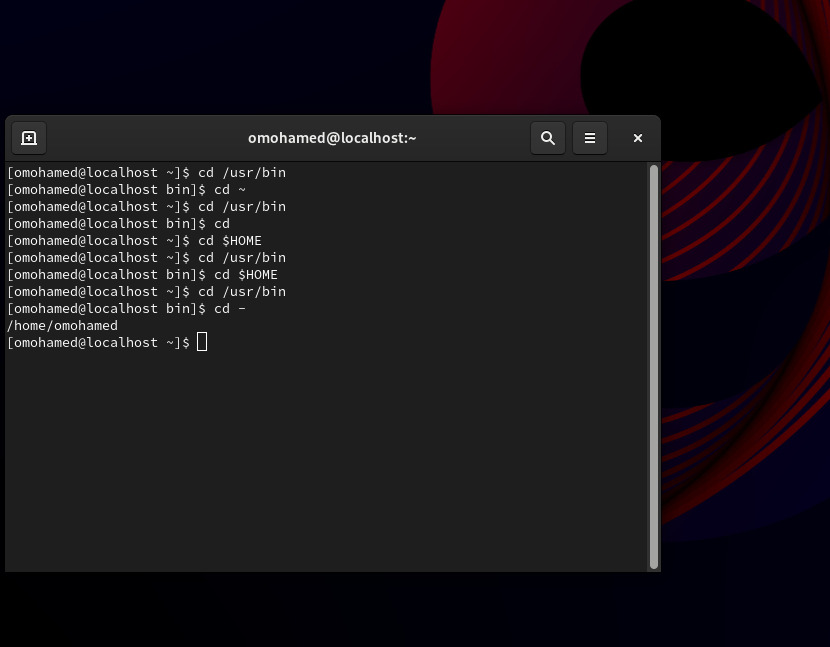 omohamed@localhost:~
[omohamed@localhost ~]$ cd /usr/bin
[omohamed@localhost bin]$ cd ~
[omohamed@localhost ~]$ cd /usr/bin
[omohamed@localhost bin]$ cd
[omohamed@localhost ~]$ cd $HOME
[omohamed@localhost ~]$ cd /usr/bin
[omohamed@localhost bin]$ cd $HOME
[omohamed@localhost ~]$ cd /usr/bin
[omohamed@localhost bin]$ cd -
/home/omohamed
[omohamed@localhost ~]$